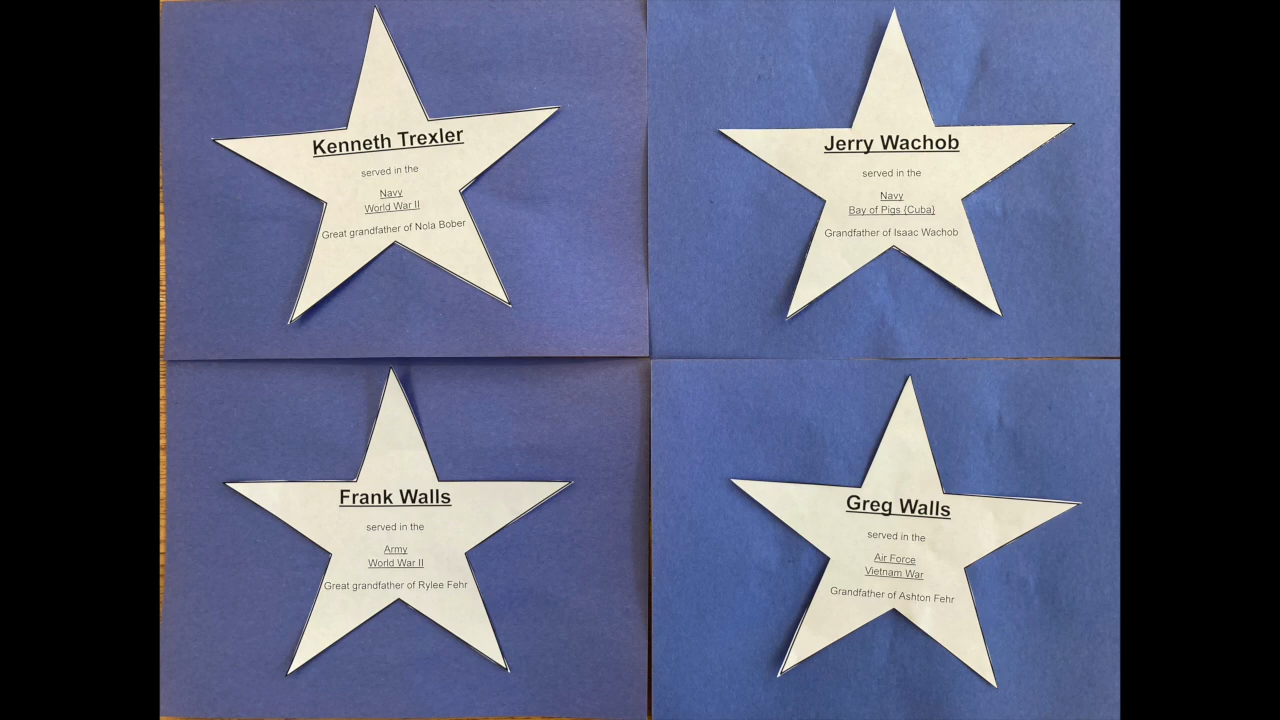 Kenneth Trexler
served in the
Navy
World War II
Great grandfather of Nola Bober
Jerry Wachob
served in the
Navy
Bay of Pigs {Cuba}
Grandfather of Isaac Wachob
Frank Walls
served in the
Army
World War II
Great grandfather of Rylee Fehr
Greg Walls
served in the
Air Force
Vietnam War
Grandfather of Ashton Fehr